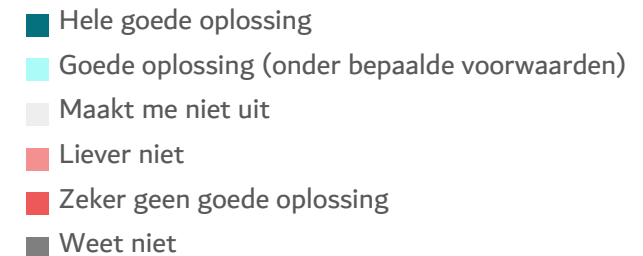 Hele goede oplossing
Goede oplossing (onder bepaalde voorwaarden)
Maakt me niet uit
Liever niet
Zeker geen goede oplossing
Weet niet